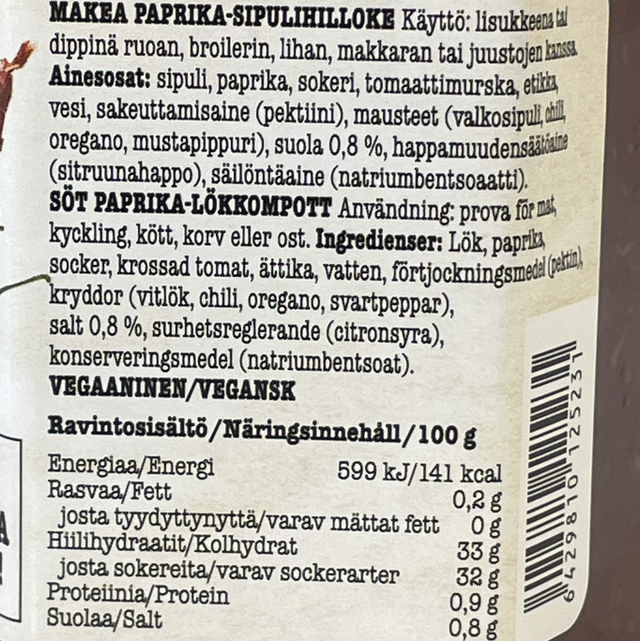 MAKEA PAPRIKA-SIPULIHILLOKE Käyttö: lisukkeena tai
dippinä ruoan, broilerin, lihan, makkaran tai juustojen kanssa.
Ainesosat: sipuli, paprika, sokeri, tomaattimurska, etikka,
vesi, sakeuttamisaine (pektiini), mausteet (valkosipuli, chili,
oregano, mustapippuri), suola 0,8 %, happamuudensäätöaine
(sitruunahappo), säilöntäaine (natriumbentsoaatti).
SÖT PAPRIKA-LÖKKOMPOTT Användning: prova för mat,
kyckling, kött, korv eller ost. Ingredienser: Lök, paprika,
socker, krossad tomat, ättika, vatten, förtjockningsmedel (pektin),
kryddor (vitlök, chili, oregano, svartpeppar),
salt 0,8 %, surhetsreglerande (citronsyra),
konserveringsmedel (natriumbentsoat).
VEGAANINEN/VEGANSK
Ravintosisältö/Näringsinnehåll/100 g
Energiaa/Energi 599 kJ/141 kcal
Rasvaa/Fett 0,2 g
josta tyydyttynyttä/varav mättat fett 0 g
Hiilihydraatit/Kolhydrat 33 g
josta sokereita/varav sockerarter 32 g
Proteiinia/Protein 0,9 g
Suolaa/Salt 0,8 g
6 429810 125231